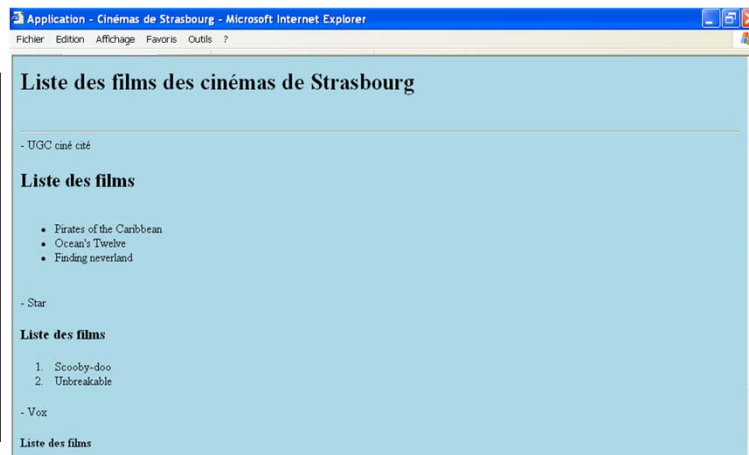 Application - Cinémas de Strasbourg - Microsoft Internet Explorer
Fichier Edition Affichage Favoris Outils ?
Liste des films des cinémas de Strasbourg
- UGC ciné cité
Liste des films
• Pirates of the Caribbean
• Ocean's Twelve
• Finding neverland
- Star
Liste des films
1. Scooby-doo
2. Unbreakable
- Vox
Liste des films